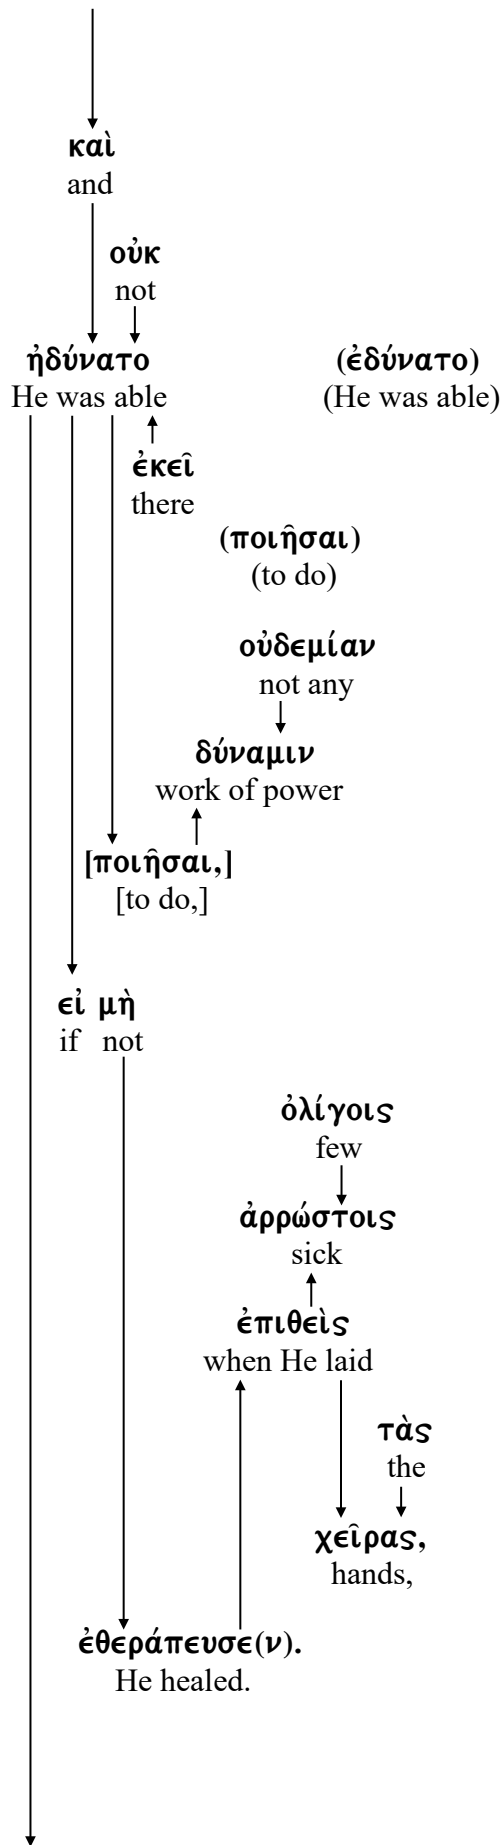 καὶ
and
οὐκ
not
ἠδύνατο (ἐδύνατο)
He was able (He was able)
ἐκεῖ
there
(ποιῆσαι)
(to do)
οὐδεμίαν
not any
δύναμιν
work of power
[ποιῆσαι,]
[to do,]
εἰ μὴ
if not
ὀλίγοις
few
ἀρρώστοις
sick
ἐπιθεὶς
when He laid
τὰς
the
χεῖρας,
hands,
ἐθεράπευσε(ν).
He healed.